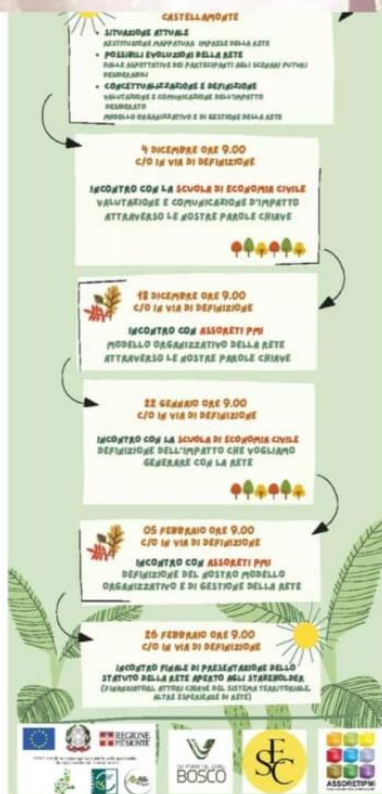 CASTELLAMONTE
• SITUAZIONE ATTUALE
RESTITUZIONE MAPPATURA IMPRESE DELLA RETE
• POSSIBILI EVOLUZIONI DELLA RETE
DALLE ASPETTATIVE DEI PARTECIPANTI AGLI SCENARI FUTURI
DESIDERABILI
• CONCETTUALIZZAZIONE E DEFINIZIONE
VALUTAZIONE E COMUNICAZIONE DELL'IMPATTO
DESIDERATO
MODELLO ORGANIZZATIVO E DI GESTIONE DELLA RETE
4 DICEMBRE ORE 9.00
C/O IN VIA DI DEFINIZIONE
INCONTRO CON LA SCUOLA DI ECONOMIA CIVILE
VALUTAZIONE E COMUNICAZIONE D'IMPATTO
ATTRAVERSO LE NOSTRE PAROLE CHIAVE
18 DICEMBRE ORE 9.00
C/O IN VIA DI DEFINIZIONE
INCONTRO CON ASSORETI PMI
MODELLO ORGANIZZATIVO DELLA RETE
ATTRAVERSO LE NOSTRE PAROLE CHIAVE
22 GENNAIO ORE 9.00
C/O IN VIA DI DEFINIZIONE
INCONTRO CON LA SCUOLA DI ECONOMIA CIVILE
DEFINIZIONE DELL'IMPATTO CHE VOGLIAMO
GENERARE CON LA RETE
05 FEBBRAIO ORE 9.00
C/O IN VIA DI DEFINIZIONE
INCONTRO CON ASSORETI PMI
DEFINIZIONE DEL NOSTRO MODELLO
ORGANIZZATIVO E DI GESTIONE DELLA RETE
26 FEBBRAIO ORE 9.00
C/O IN VIA DI DEFINIZIONE
INCONTRO FINALE DI PRESENTAZIONE DELLO
STATUTO DELLA RETE APERTO AGLI STAKEHOLDER
(FINANZIATORI, ATTORI CHIAVE DEL SISTEMA TERRITORIALE,
ALTRE ESPERIENZE DI RETE)
REGIONE
PIEMONTE
BOSCO
SEC
ASSORETIPMI